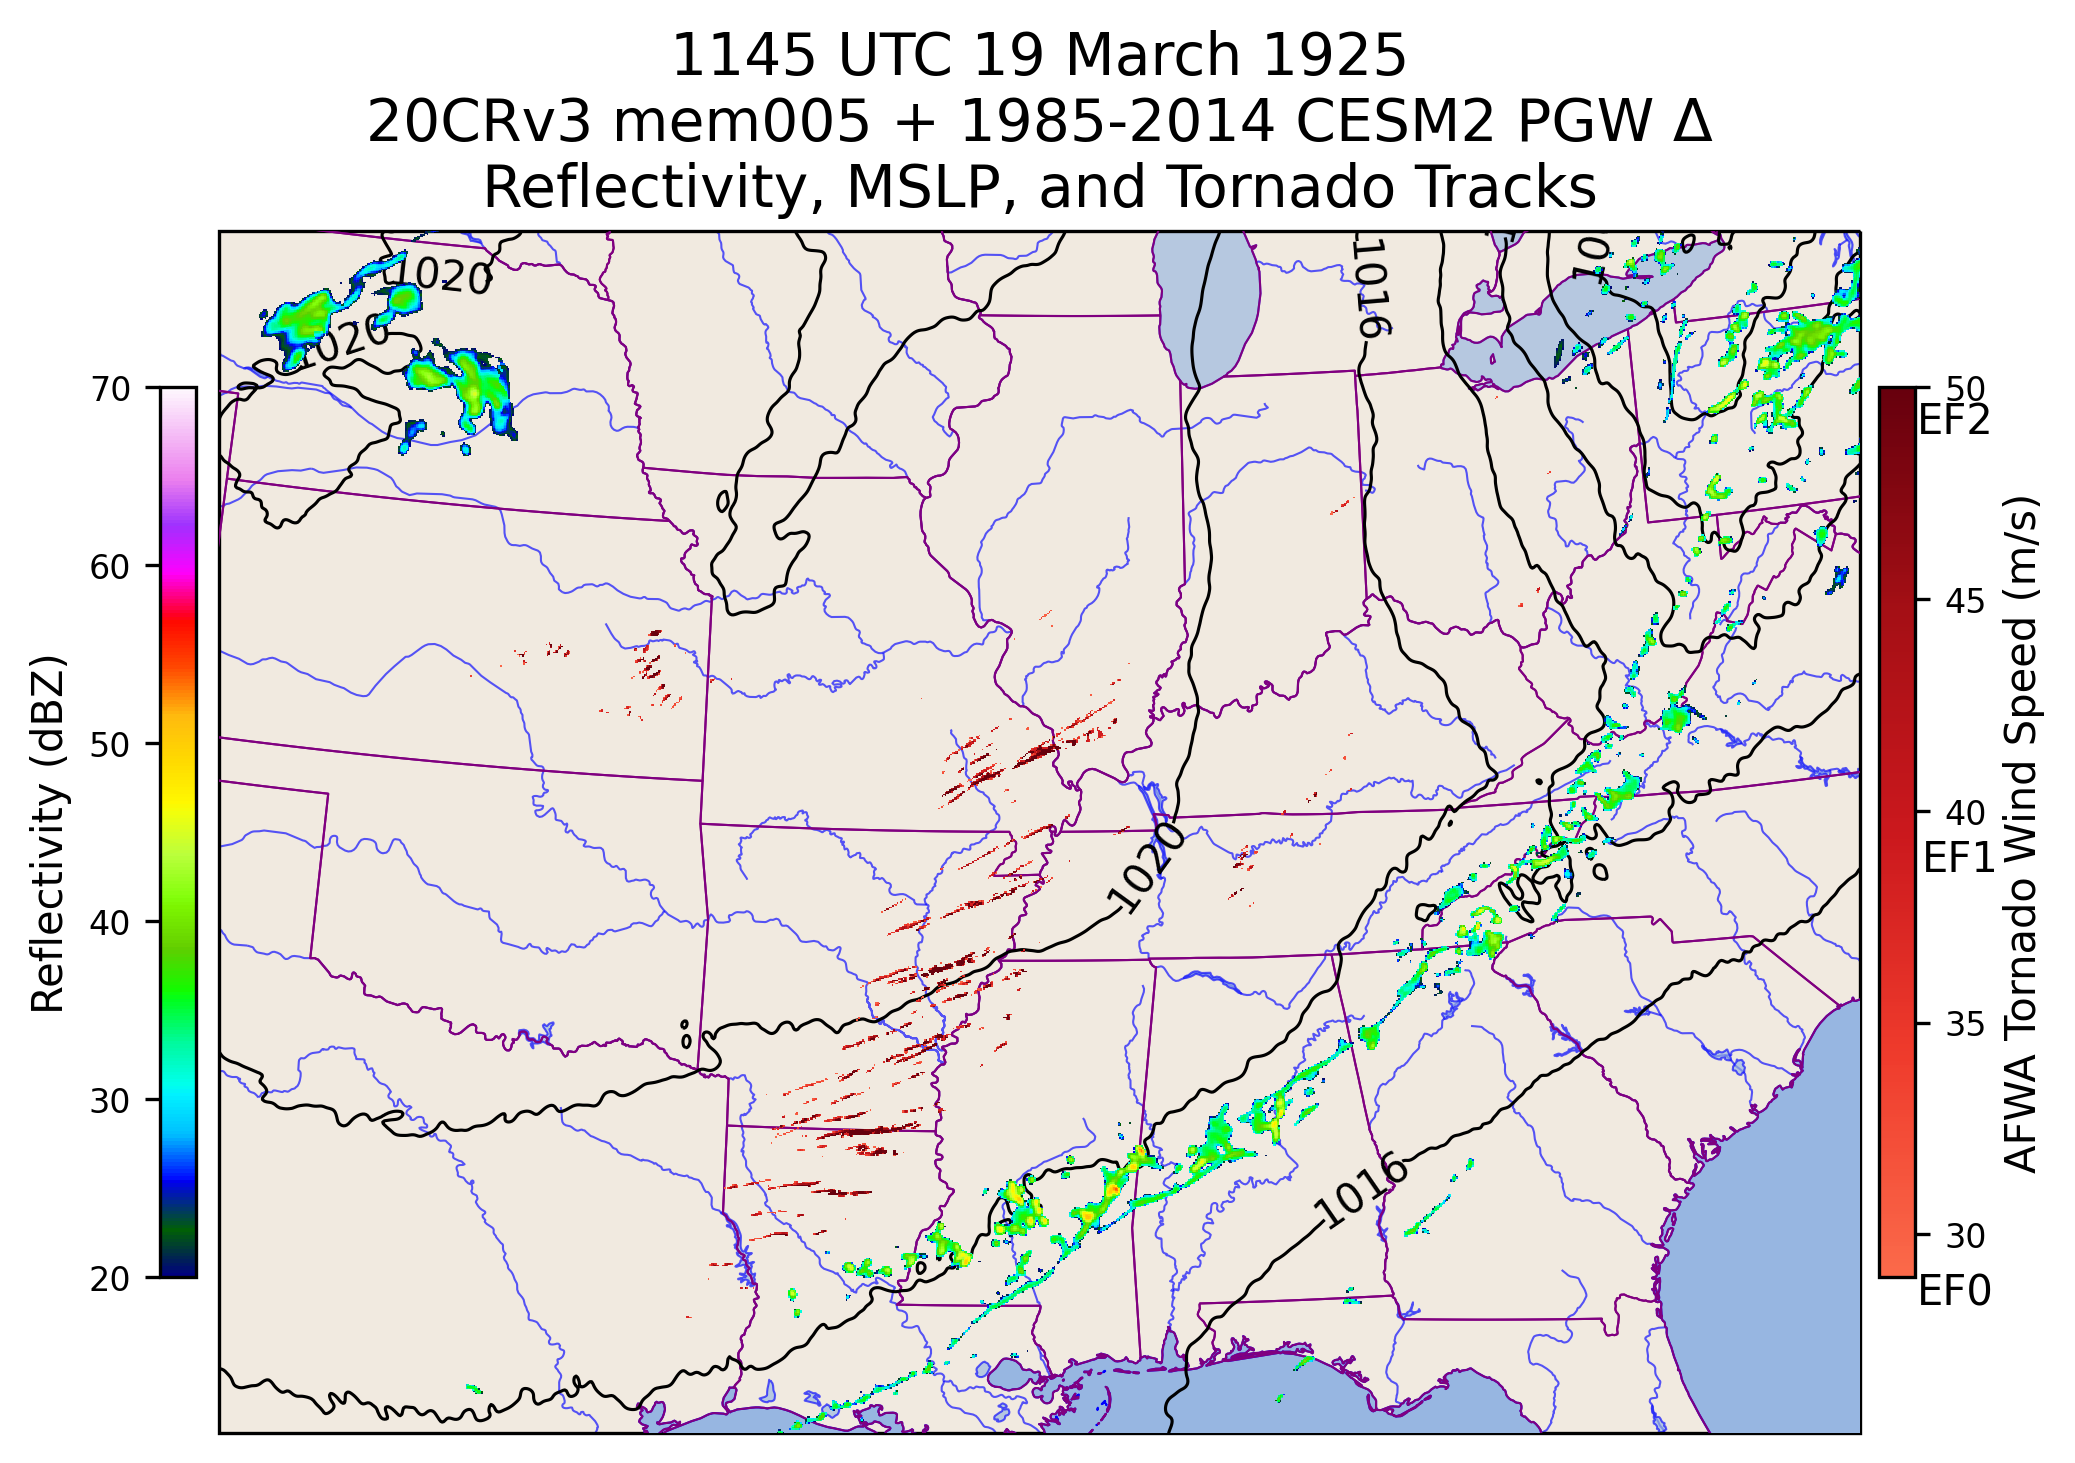 1145 UTC 19 March 1925
20CRv3 mem005 + 1985-2014 CESM2 PGW Δ
Reflectivity, MSLP, and Tornado Tracks
1020
1020
1016
10
1020
1016
70
60
50
40
30
20
Reflectivity (dBZ)
50
EF2
45
40
EF1
35
30
EF0
AFWA Tornado Wind Speed (m/s)